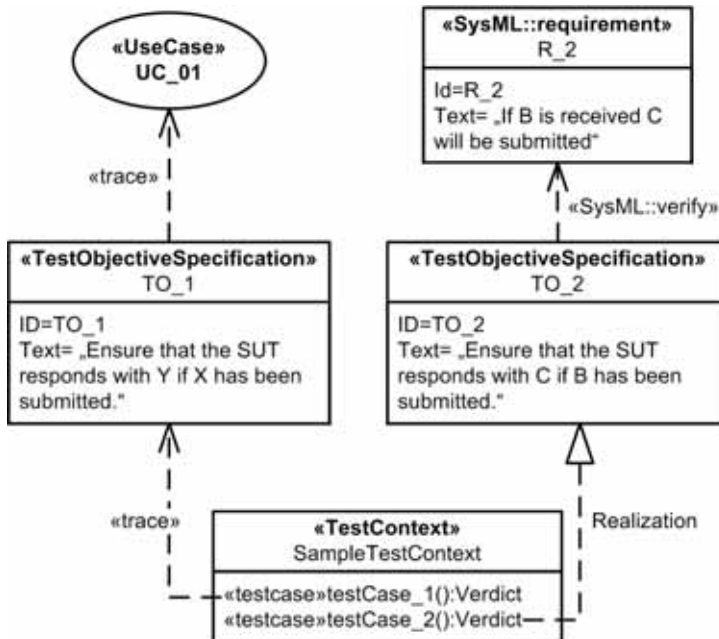 «UseCase»
UC_01
«SysML::requirement»
R_2
Id=R_2
Text= „If B is received C
will be submitted“
«trace»
«SysML::verify»
«TestObjectiveSpecification»
TO_1
ID=TO_1
Text= „Ensure that the SUT
responds with Y if X has been
submitted.“
«TestObjectiveSpecification»
TO_2
ID=TO_2
Text= „Ensure that the SUT
responds with C if B has been
submitted.“
«trace»
Realization
«TestContext»
SampleTestContext
«testcase»testCase_1():Verdict
«testcase»testCase_2():Verdict